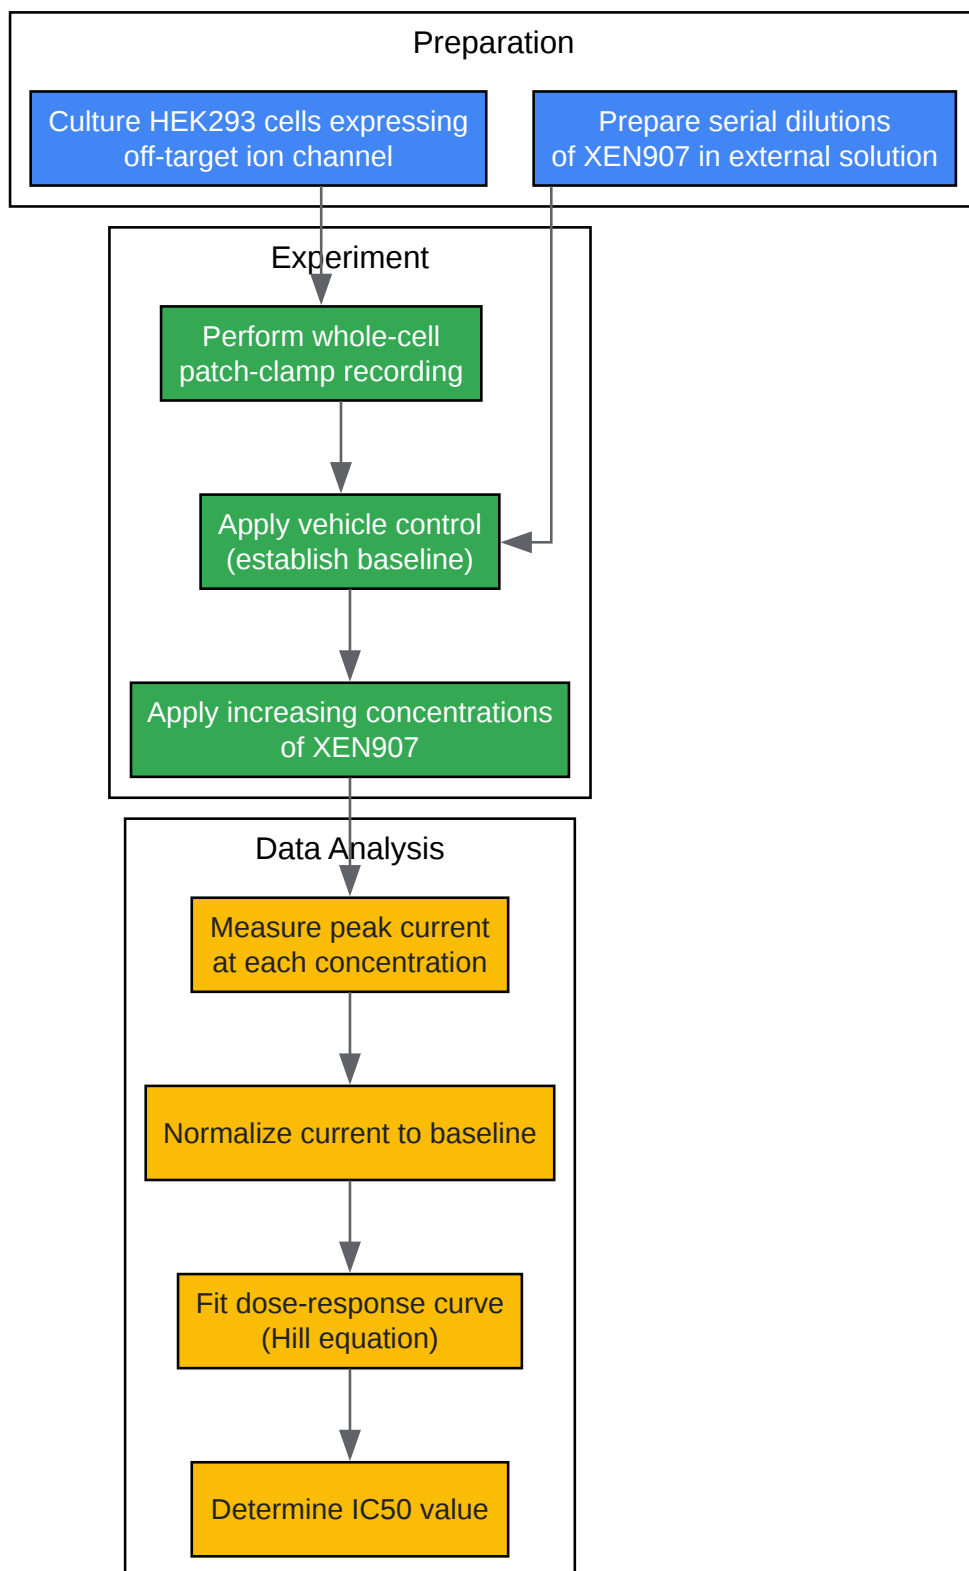 Preparation
Culture HEK293 cells expressing
off-target ion channel
Prepare serial dilutions
of XEN907 in external solution
Experiment
Perform whole-cell
patch-clamp recording
Apply vehicle control
(establish baseline)
Apply increasing concentrations
of XEN907
Data Analysis
Measure peak current
at each concentration
Normalize current to baseline
Fit dose-response curve
(Hill equation)
Determine IC50 value